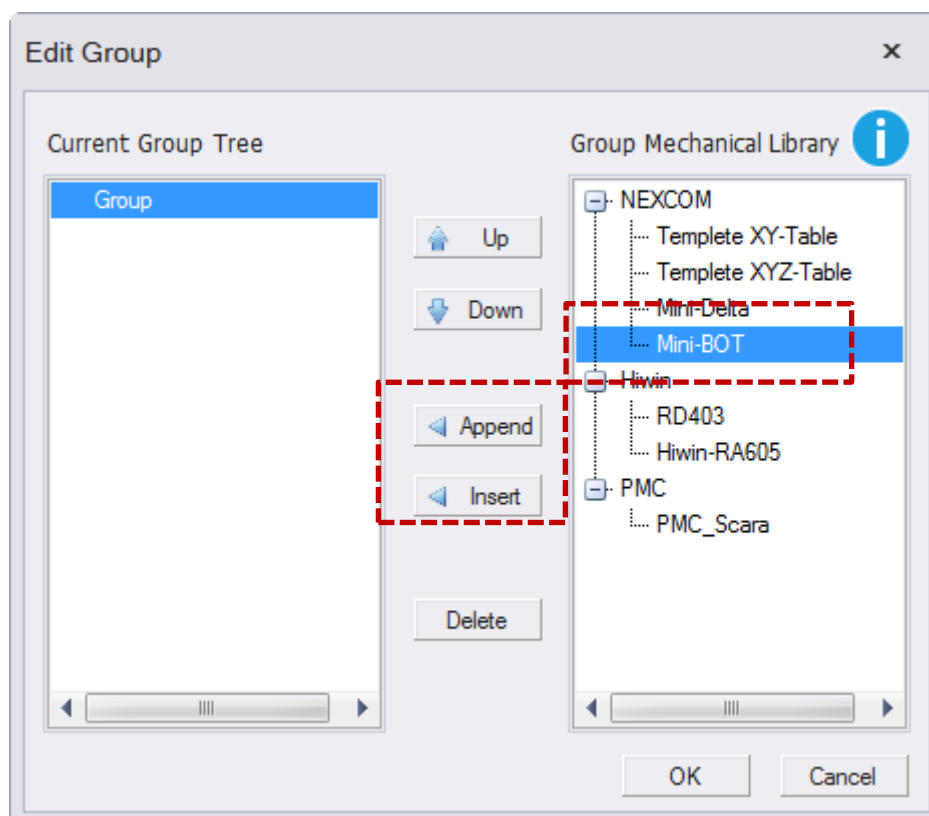 Edit Group
Current Group Tree
Group
Up
Down
Append
Insert
Delete
Group Mechanical Library
NEXCOM
Templete XY-Table
Templete XYZ-Table
Mini-Delta
Mini-BOT
Hiwin
RD403
Hiwin-RA605
PMC
PMC_Scara
OK
Cancel